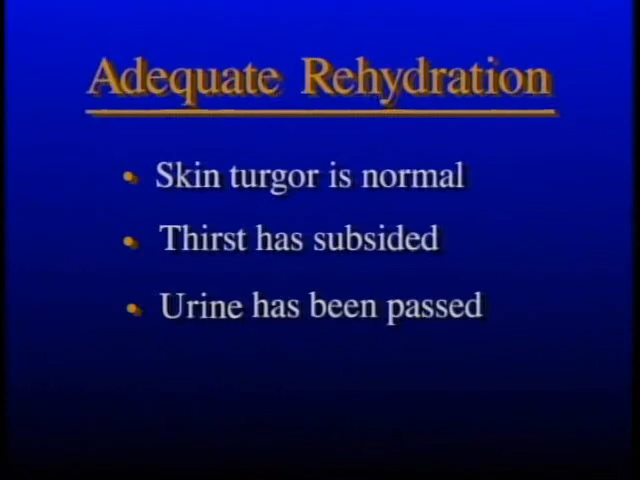 Adequate Rehydration
• Skin turgor is normal
• Thirst has subsided
• Urine has been passed